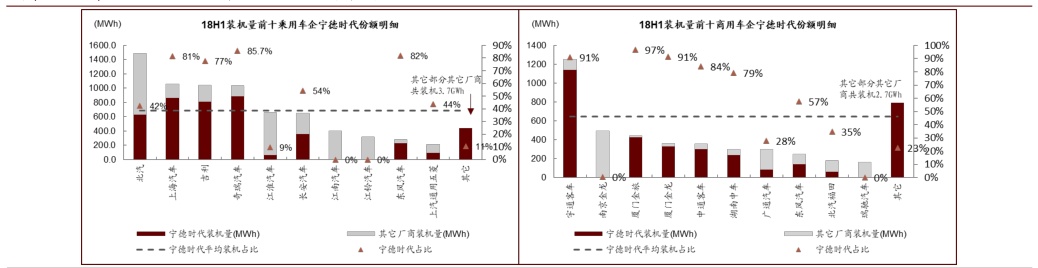 18H1装机量前十乘用车企宁德时代份额明细
(MWh)
1600.0
1400.0
1200.0
1000.0
800.0
600.0
400.0
200.0
0.0
90%
80%
70%
60%
50%
40%
30%
20%
10%
0%
42%
81%
77%
85.7%
9%
54%
0%
0%
82%
44%
11%
其它部分其它厂商
共装机3.7GWh
北汽
上海汽车
吉利
奇瑞汽车
江淮汽车
长安汽车
江南汽车
江铃汽车
东风汽车
上汽通用五菱
其它
宁德时代装机量(MWh)
其它厂商装机量(MWh)
宁德时代平均装机占比
宁德时代占比
18H1装机量前十商用车企宁德时代份额明细
(MWh)
1400
1200
1000
800
600
400
200
0
100%
90%
80%
70%
60%
50%
40%
30%
20%
10%
0%
91%
0%
97%
91%
84%
79%
28%
57%
35%
0%
23%
其它部分其它厂
商共装机2.7GWh
宇通客车
南京金龙
厦门金旅
厦门金龙
申通客车
湖南中车
广通汽车
东风汽车
北汽福田
瑞驰汽车
其它
宁德时代装机量(MWh)
其它厂商装机量(MWh)
宁德时代平均装机占比
宁德时代占比